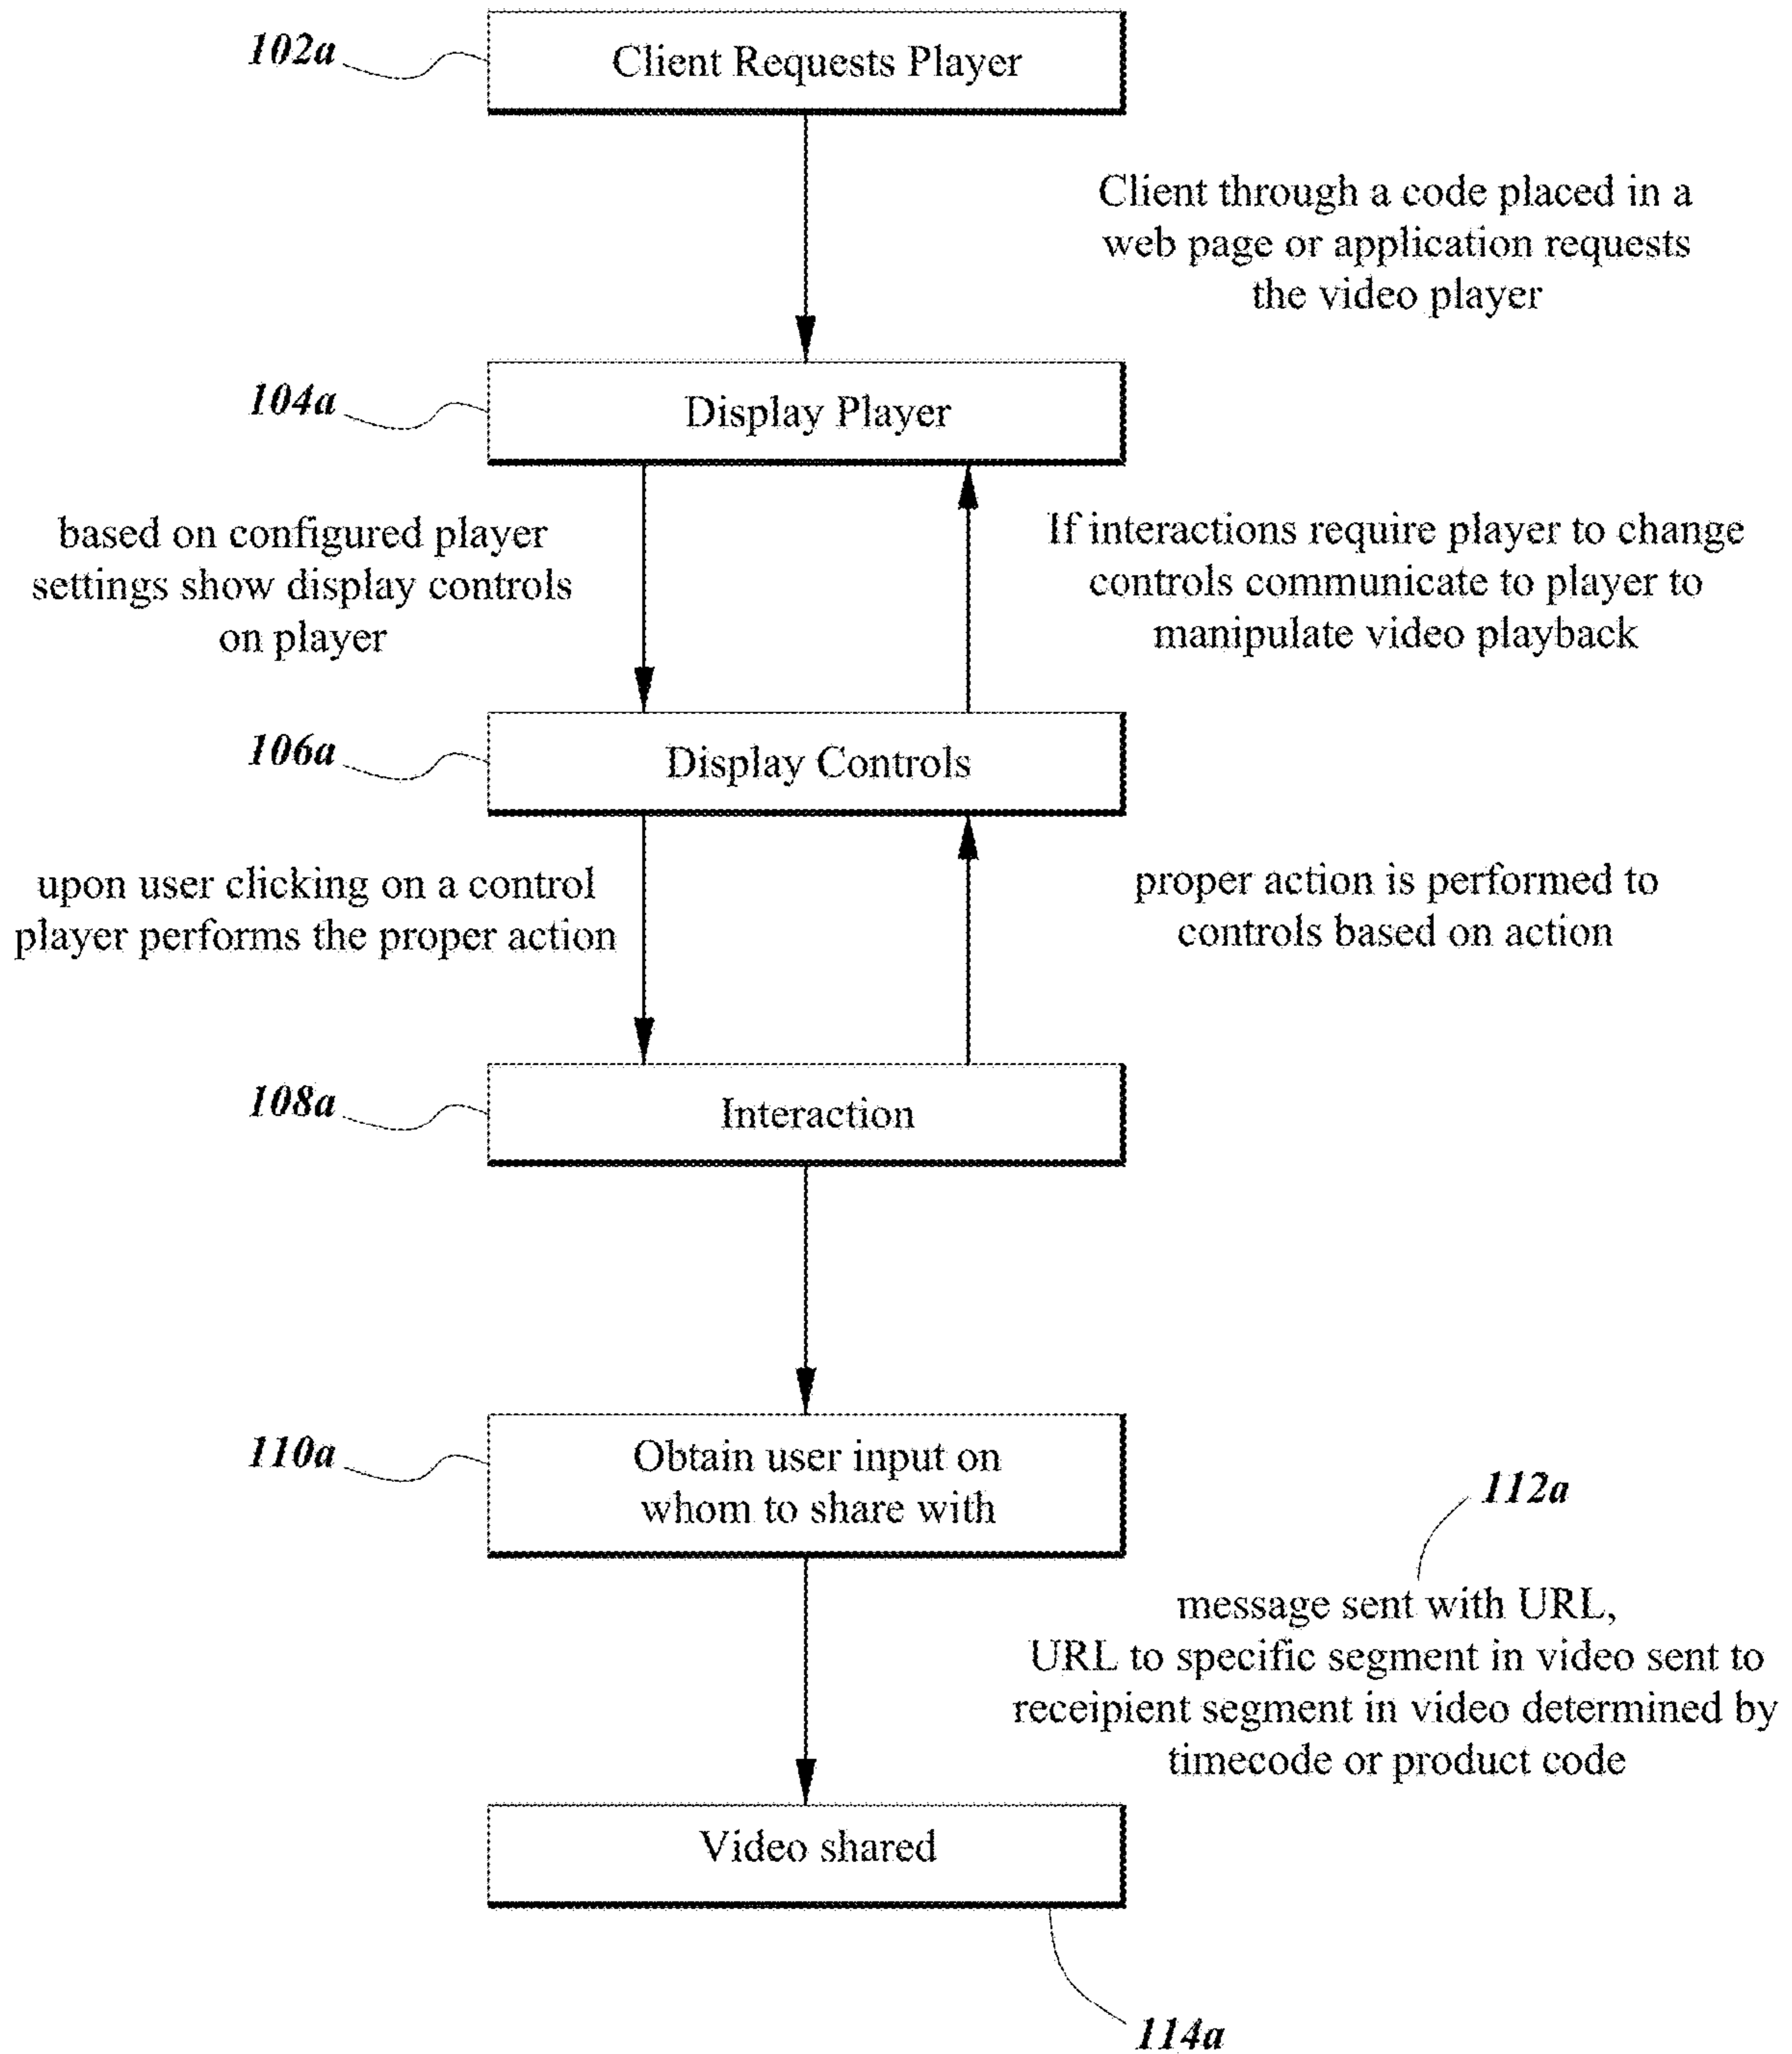 102a
Client Requests Player
Client through a code placed in a
web page or application requests
the video player
104a
Display Player
based on configured player
settings show display controls
on player
If interactions require player to change
controls communicate to player to
manipulate video playback
106a
Display Controls
upon user clicking on a control
player performs the proper action
proper action is performed to
controls based on action
108a
Interaction
110a
Obtain user input on
whom to share with
112a
message sent with URL,
URL to specific segment in video sent to
receipient segment in video determined by
timecode or product code
Video shared
114a